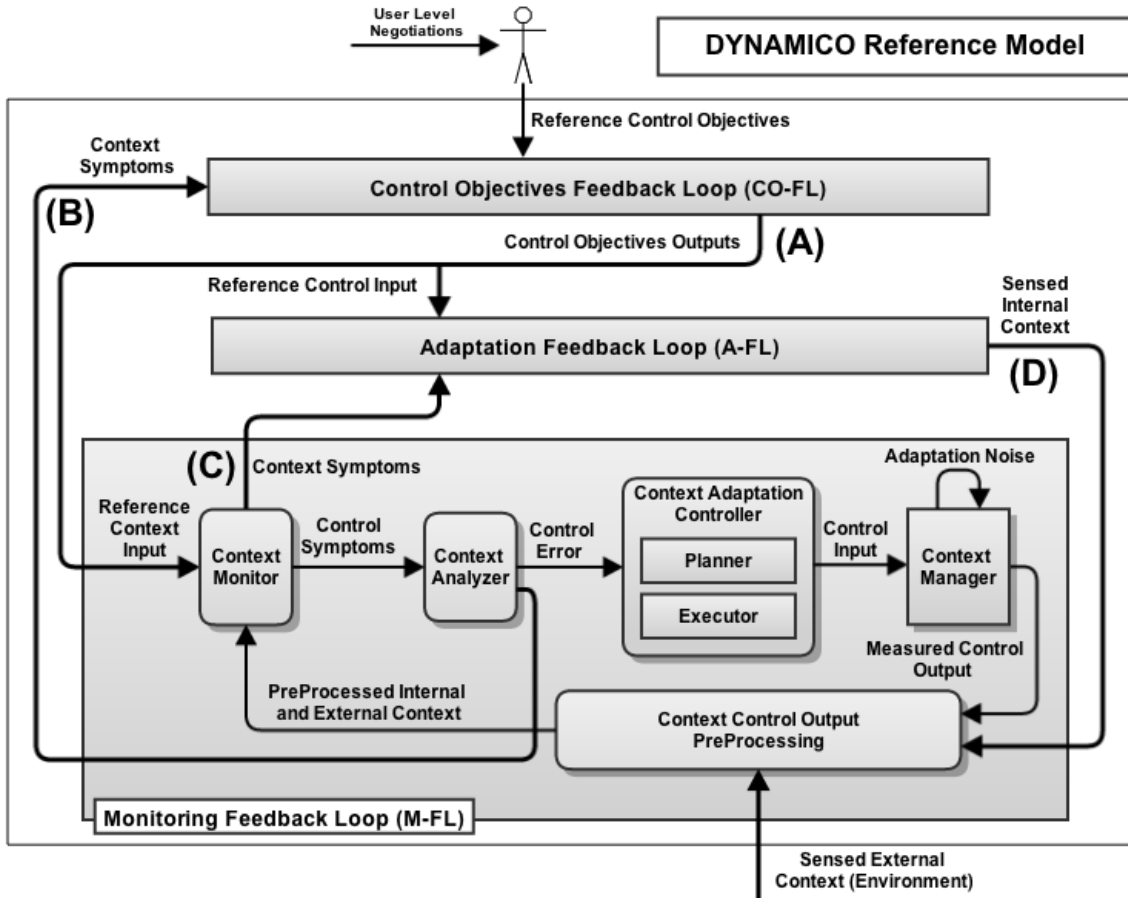 User Level
Negotiations
DYNAMICO Reference Model
Reference Control Objectives
Context
Symptoms
Control Objectives Feedback Loop (CO-FL)
(B)
(A)
Control Objectives Outputs
Reference Control Input
Sensed
Internal
Context
Adaptation Feedback Loop (A-FL)
(D)
(C)
Context Symptoms
Adaptation Noise
Reference
Context
Input
Context
Monitor
Control
Symptoms
Context
Analyzer
Control
Error
Context Adaptation
Controller
Planner
Executor
Control
Input
Context
Manager
Measured Control
Output
PreProcessed Internal
and External Context
Context Control Output
PreProcessing
Monitoring Feedback Loop (M-FL)
Sensed External
Context (Environment)